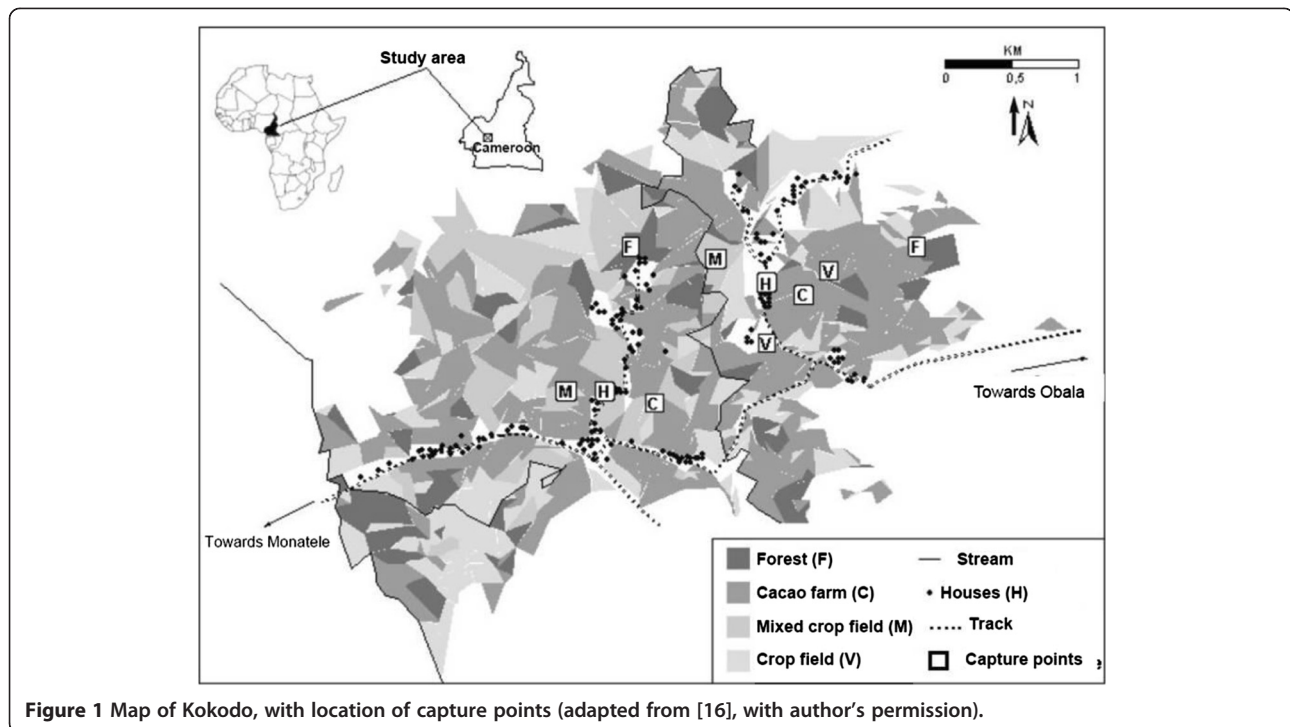 Study area
Cameroon
KM
0 0,5 1
N
F
M
F
V
H
C
V
M
H
C
Towards Obala
Towards Monatele
Forest (F)
Cacao farm (C)
Mixed crop field (M)
Crop field (V)
Stream
Houses (H)
Track
Capture points
Figure 1 Map of Kokodo, with location of capture points (adapted from [16], with author's permission).